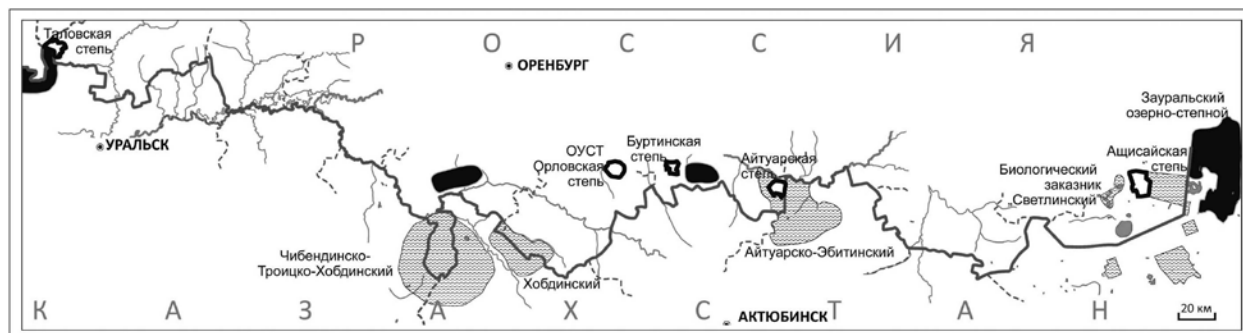 Р О С С И Я
Таловская
степь
ОРЕНБУРГ
Зауральский
озерно-степной
УРАЛЬСК
ОУСТ
Орловская
степь
Буртинская
степь
Айтуарская
степь
Биологический
заказник
Светлинский
Ащисайская
степь
Чибендинско-
Троицко-Хобдинский
Хобдинский
Айтуарско-Эбитинский
К А З А Х С Т А Н
АКТЮБИНСК
20 км